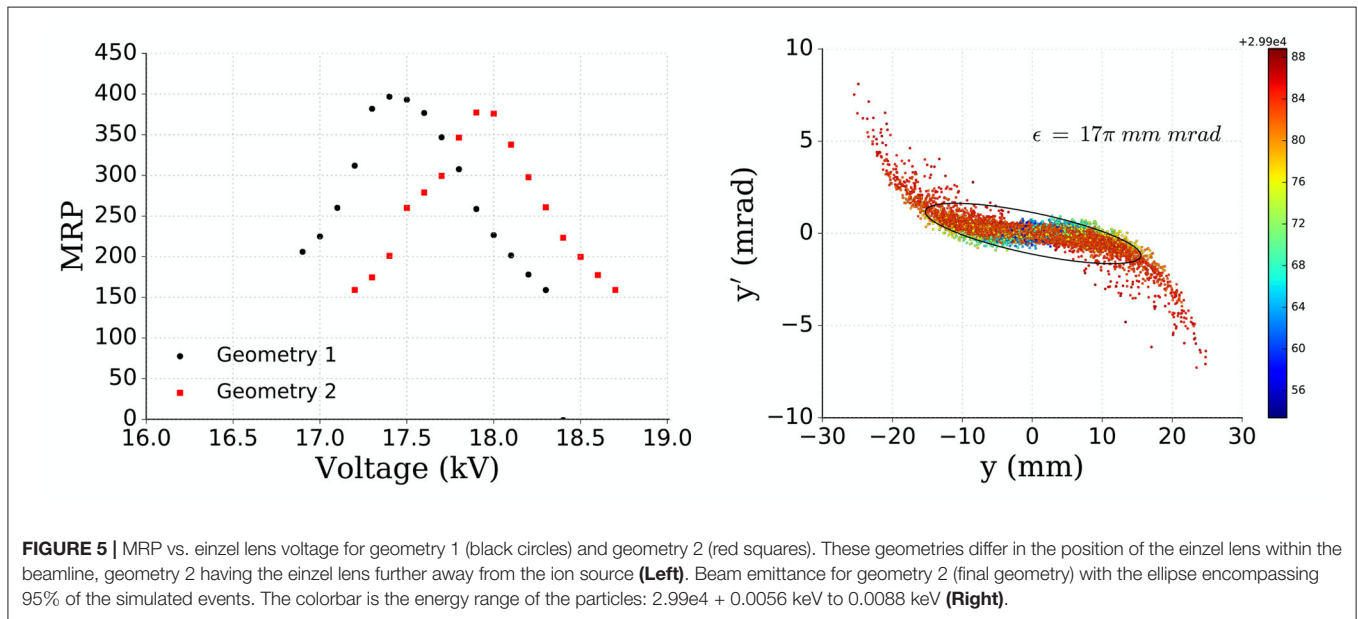 450
400
350
300
250
200
150
100
50
0
MRP
Geometry 1
Geometry 2
16.0 16.5 17.0 17.5 18.0 18.5 19.0
Voltage (kV)
10
5
0
−5
−10
y′ (mrad)
ϵ = 17π mm mrad
−30 −20 −10 0 10 20 30
y (mm)
+2.99e4
88
84
80
76
72
68
64
60
56
FIGURE 5 | MRP vs. einzel lens voltage for geometry 1 (black circles) and geometry 2 (red squares). These geometries differ in the position of the einzel lens within the
beamline, geometry 2 having the einzel lens further away from the ion source (Left). Beam emittance for geometry 2 (final geometry) with the ellipse encompassing
95% of the simulated events. The colorbar is the energy range of the particles: 2.99e4 + 0.0056 keV to 0.0088 keV (Right).